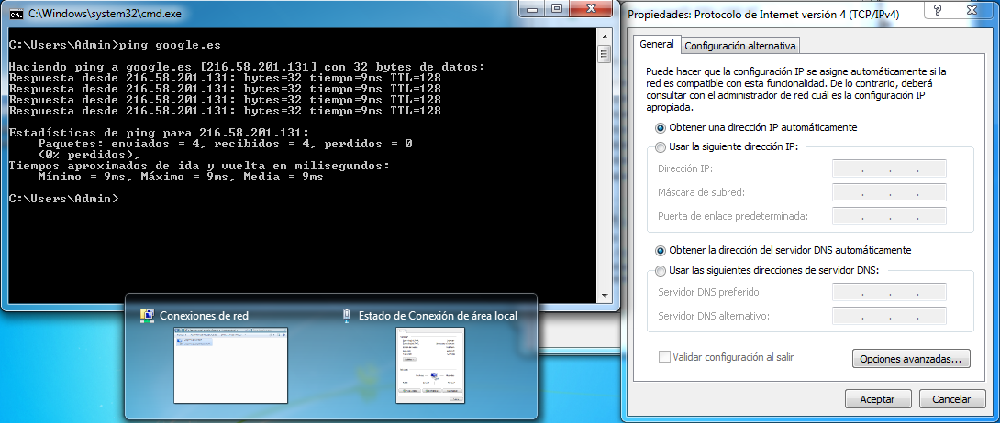 C:\Windows\system32\cmd.exe
C:\Users\Admin>ping google.es
Haciendo ping a google.es [216.58.201.131] con 32 bytes de datos:
Respuesta desde 216.58.201.131: bytes=32 tiempo=9ms TTL=128
Respuesta desde 216.58.201.131: bytes=32 tiempo=9ms TTL=128
Respuesta desde 216.58.201.131: bytes=32 tiempo=9ms TTL=128
Respuesta desde 216.58.201.131: bytes=32 tiempo=9ms TTL=128
Estadísticas de ping para 216.58.201.131:
Paquetes: enviados = 4, recibidos = 4, perdidos = 0
(0% perdidos),
Tiempos aproximados de ida y vuelta en milisegundos:
Mínimo = 9ms, Máximo = 9ms, Media = 9ms
C:\Users\Admin>
Conexiones de red
Estado de Conexión de área local
Propiedades: Protocolo de Internet versión 4 (TCP/IPv4)
General
Configuración alternativa
Puede hacer que la configuración IP se asigne automáticamente si la
red es compatible con esta funcionalidad. De lo contrario, deberá
consultar con el administrador de red cuál es la configuración IP
apropiada.
Obtener una dirección IP automáticamente
Usar la siguiente dirección IP:
Dirección IP:
Máscara de subred:
Puerta de enlace predeterminada:
Obtener la dirección del servidor DNS automáticamente
Usar las siguientes direcciones de servidor DNS:
Servidor DNS preferido:
Servidor DNS alternativo:
Validar configuración al salir
Opciones avanzadas...
Aceptar
Cancelar